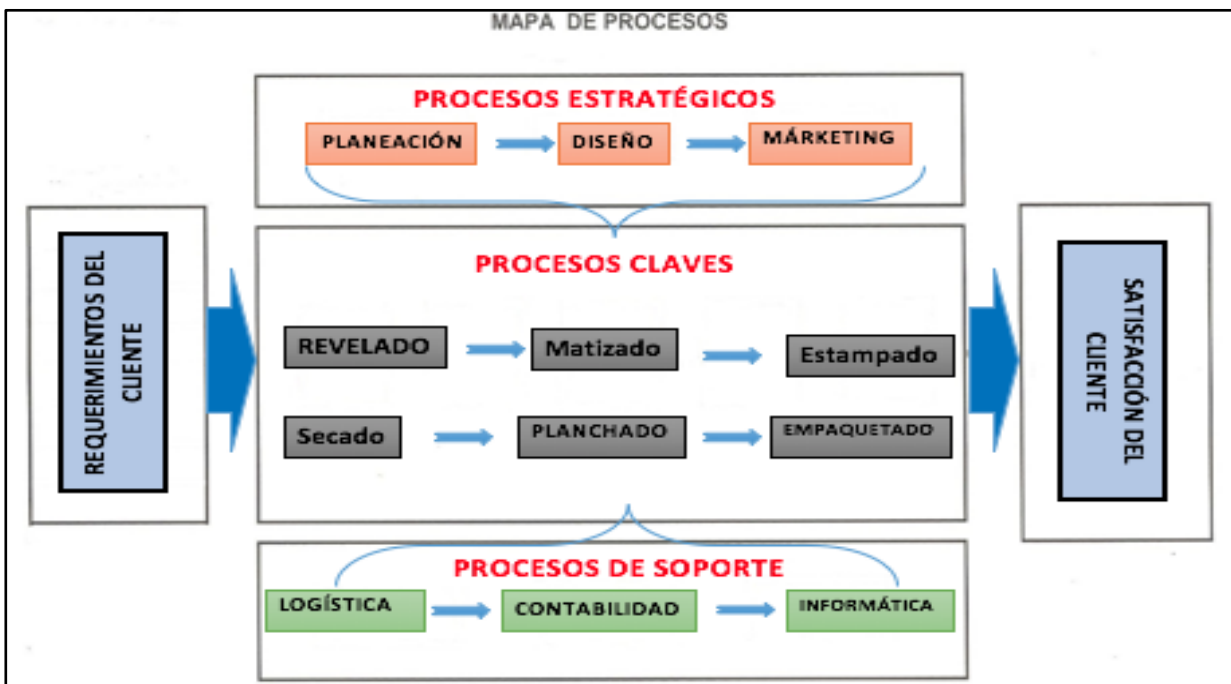 MAPA DE PROCESOS
PROCESOS ESTRATÉGICOS
PLANEACIÓN
DISEÑO
MÁRKETING
REQUERIMIENTOS DEL
CLIENTE
PROCESOS CLAVES
REVELADO
Matizado
Estampado
Secado
PLANCHADO
EMPAQUETADO
SATISFACCIÓN DEL
CLIENTE
PROCESOS DE SOPORTE
LOGÍSTICA
CONTABILIDAD
INFORMÁTICA